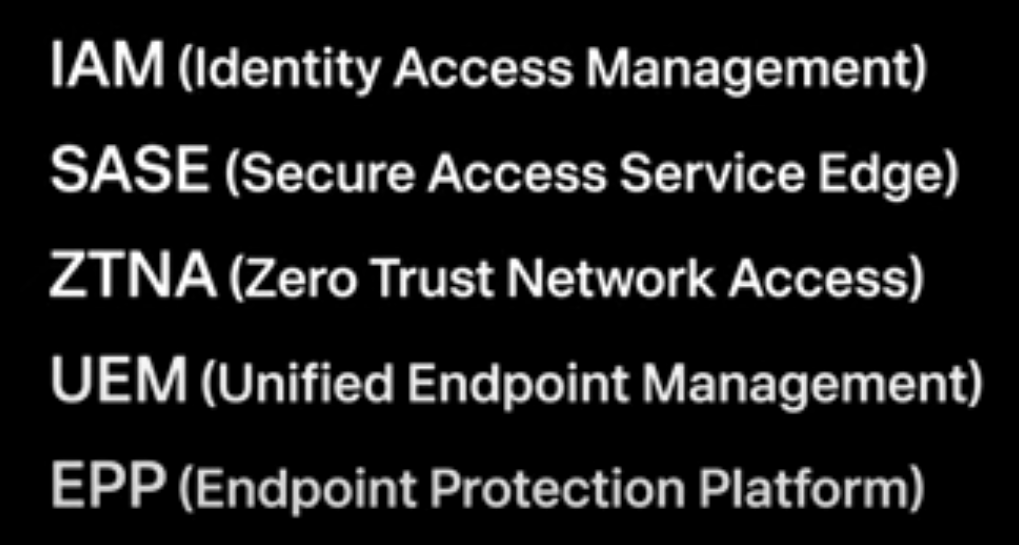 IAM (Identity Access Management)
SASE (Secure Access Service Edge)
ZTNA (Zero Trust Network Access)
UEM (Unified Endpoint Management)
EPP (Endpoint Protection Platform)